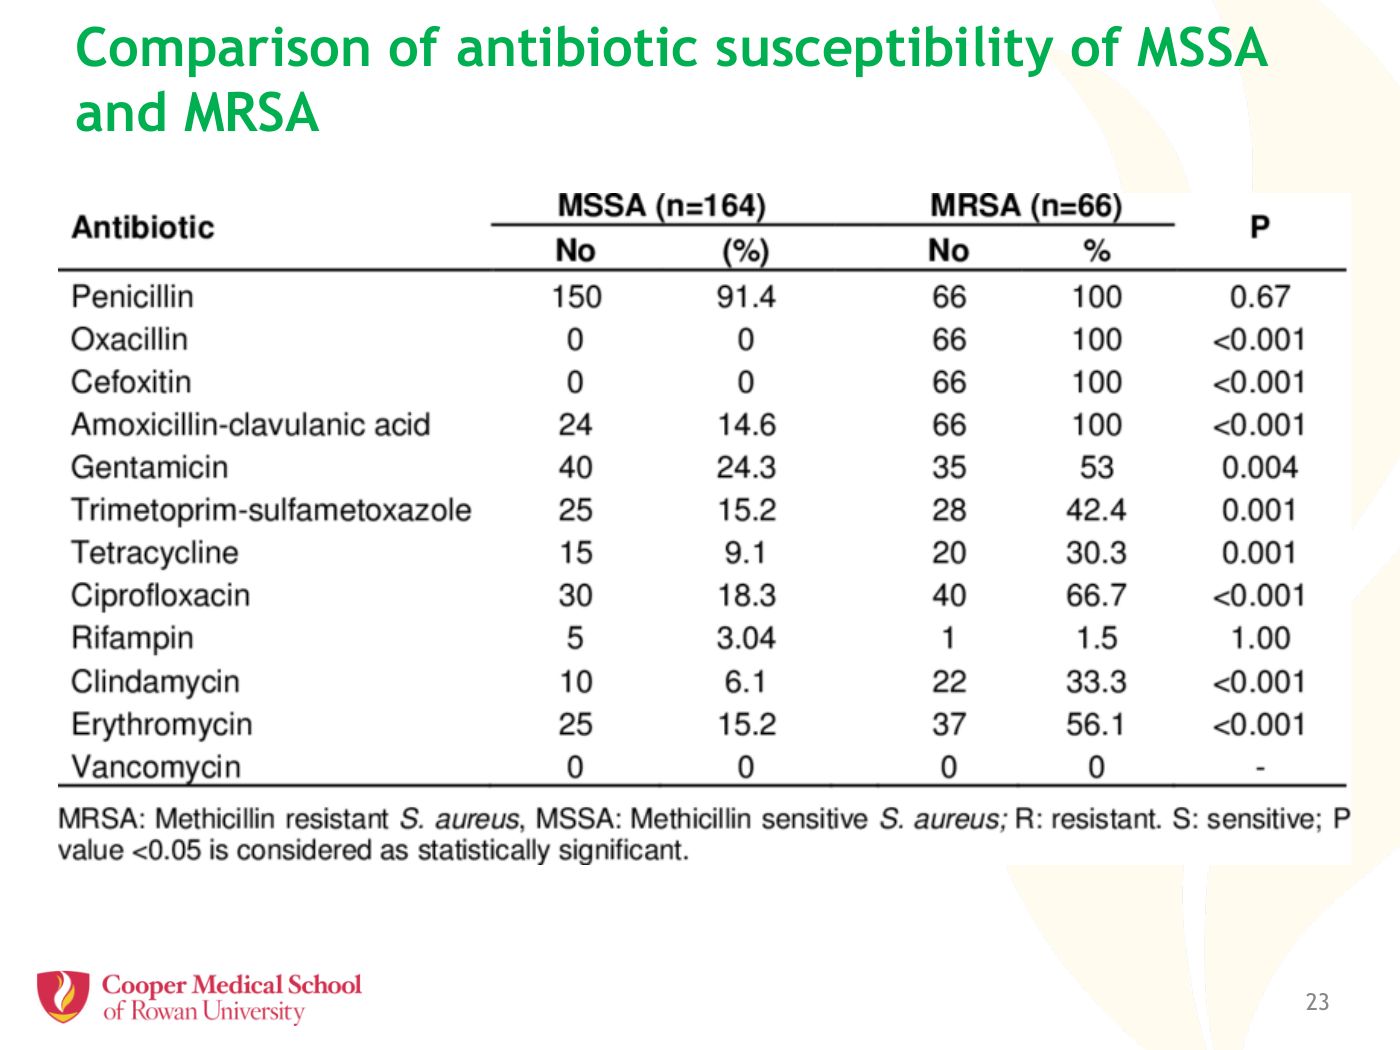 Comparison of antibiotic susceptibility of MSSA
and MRSA
Antibiotic MSSA (n=164) MRSA (n=66) P
No (%) No %
Penicillin 150 91.4 66 100 0.67
Oxacillin 0 0 66 100 <0.001
Cefoxitin 0 0 66 100 <0.001
Amoxicillin-clavulanic acid 24 14.6 66 100 <0.001
Gentamicin 40 24.3 35 53 0.004
Trimetoprim-sulfametoxazole 25 15.2 28 42.4 0.001
Tetracycline 15 9.1 20 30.3 0.001
Ciprofloxacin 30 18.3 40 66.7 <0.001
Rifampin 5 3.04 1 1.5 1.00
Clindamycin 10 6.1 22 33.3 <0.001
Erythromycin 25 15.2 37 56.1 <0.001
Vancomycin 0 0 0 0 -
MRSA: Methicillin resistant S. aureus, MSSA: Methicillin sensitive S. aureus; R: resistant. S: sensitive; P
value <0.05 is considered as statistically significant.
Cooper Medical School
of Rowan University
23